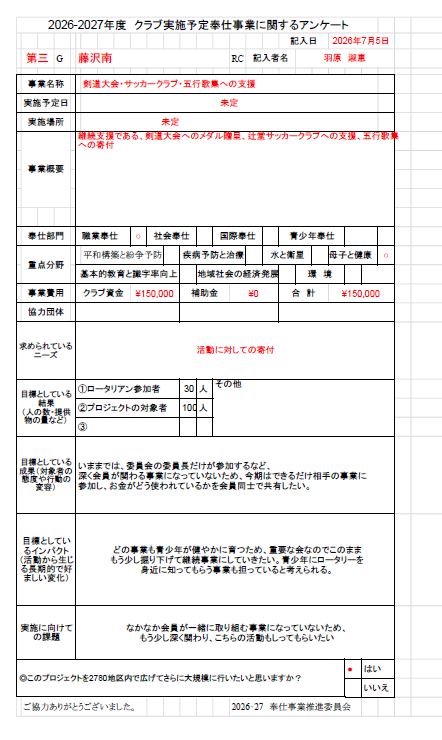 2026-2027年度 クラブ実施予定奉仕事業に関するアンケート
記入日 2026年7月5日
第三 G 藤沢南 RC 記入者名 羽原 淑恵
事業名称 剣道大会・サッカークラブ・五行歌集への支援
実施予定日 未定
実施場所 未定
事業概要
継続支援である、剣道大会へのメダル贈呈、辻堂サッカークラブへの支援、五行歌集
への寄付
奉仕部門 職業奉仕 ○ 社会奉仕 国際奉仕 青少年奉仕
重点分野
平和構築と紛争予防 疾病予防と治療 水と衛星 母子と健康 ○
基本的教育と識字率向上 地域社会の経済発展 環 境
事業費用 クラブ資金 ¥150,000 補助金 ¥0 合 計 ¥150,000
協力団体
求められている
ニーズ
活動に対しての寄付
目標としている
結果
(人の数・提供
物の量など)
①ロータリアン参加者 30 人 その他
②プロジェクトの対象者 100 人
③
目標としている
成果(対象者の
態度や行動の
変容)
いままでは、委員会の委員長だけが参加するなど、
深く会員が関わる事業になっていないため、今期はできるだけ相手の事業に
参加し、お金がどう使われているかを会員同士で共有したい。
目標としてい
るインパクト
(活動から生じ
る長期的で好
ましい変化)
どの事業も青少年が健やかに育つため、重要な会なのでこのまま
もう少し掘り下げて継続事業にしていきたい。青少年にロータリーを
身近に知ってもらう事業も担っていると考えられる。
実施に向けて
の課題
なかなか会員が一緒に取り組む事業になっていないため、
もう少し深く関わり、こちらの活動もしってもらいたい
◎このプロジェクトを2780地区内で広げてさらに大規模に行いたいと思いますか?
● はい
いいえ
ご協力ありがとうございました。 2026-27 奉仕事業推進委員会